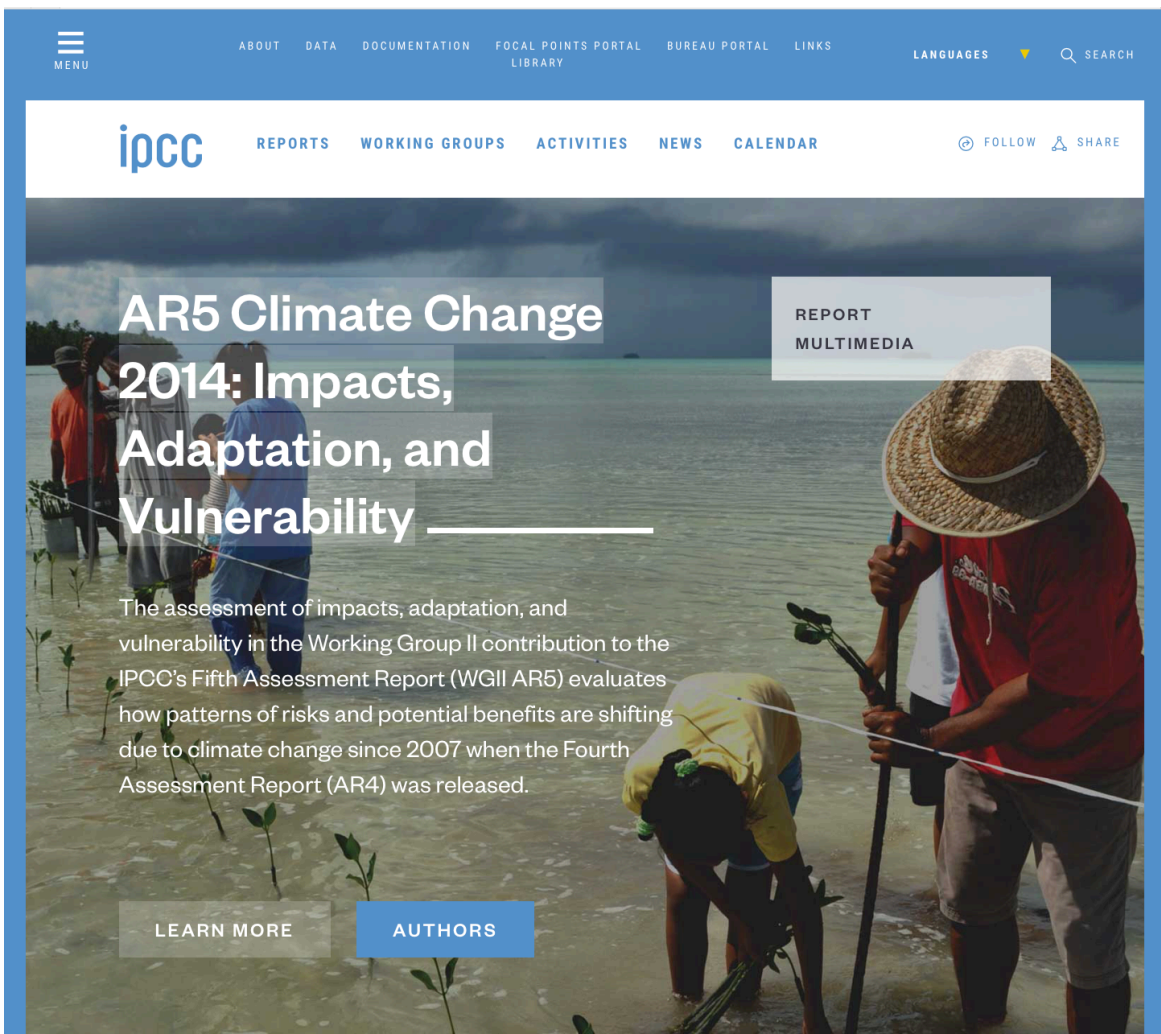 MENU
ABOUT DATA DOCUMENTATION FOCAL POINTS PORTAL BUREAU PORTAL LINKS
LIBRARY
LANGUAGES ▼ SEARCH
ipcc
REPORTS WORKING GROUPS ACTIVITIES NEWS CALENDAR
FOLLOW SHARE
AR5 Climate Change
2014: Impacts,
Adaptation, and
Vulnerability
REPORT
MULTIMEDIA
The assessment of impacts, adaptation, and
vulnerability in the Working Group II contribution to the
IPCC’s Fifth Assessment Report (WGII AR5) evaluates
how patterns of risks and potential benefits are shifting
due to climate change since 2007 when the Fourth
Assessment Report (AR4) was released.
LEARN MORE
AUTHORS